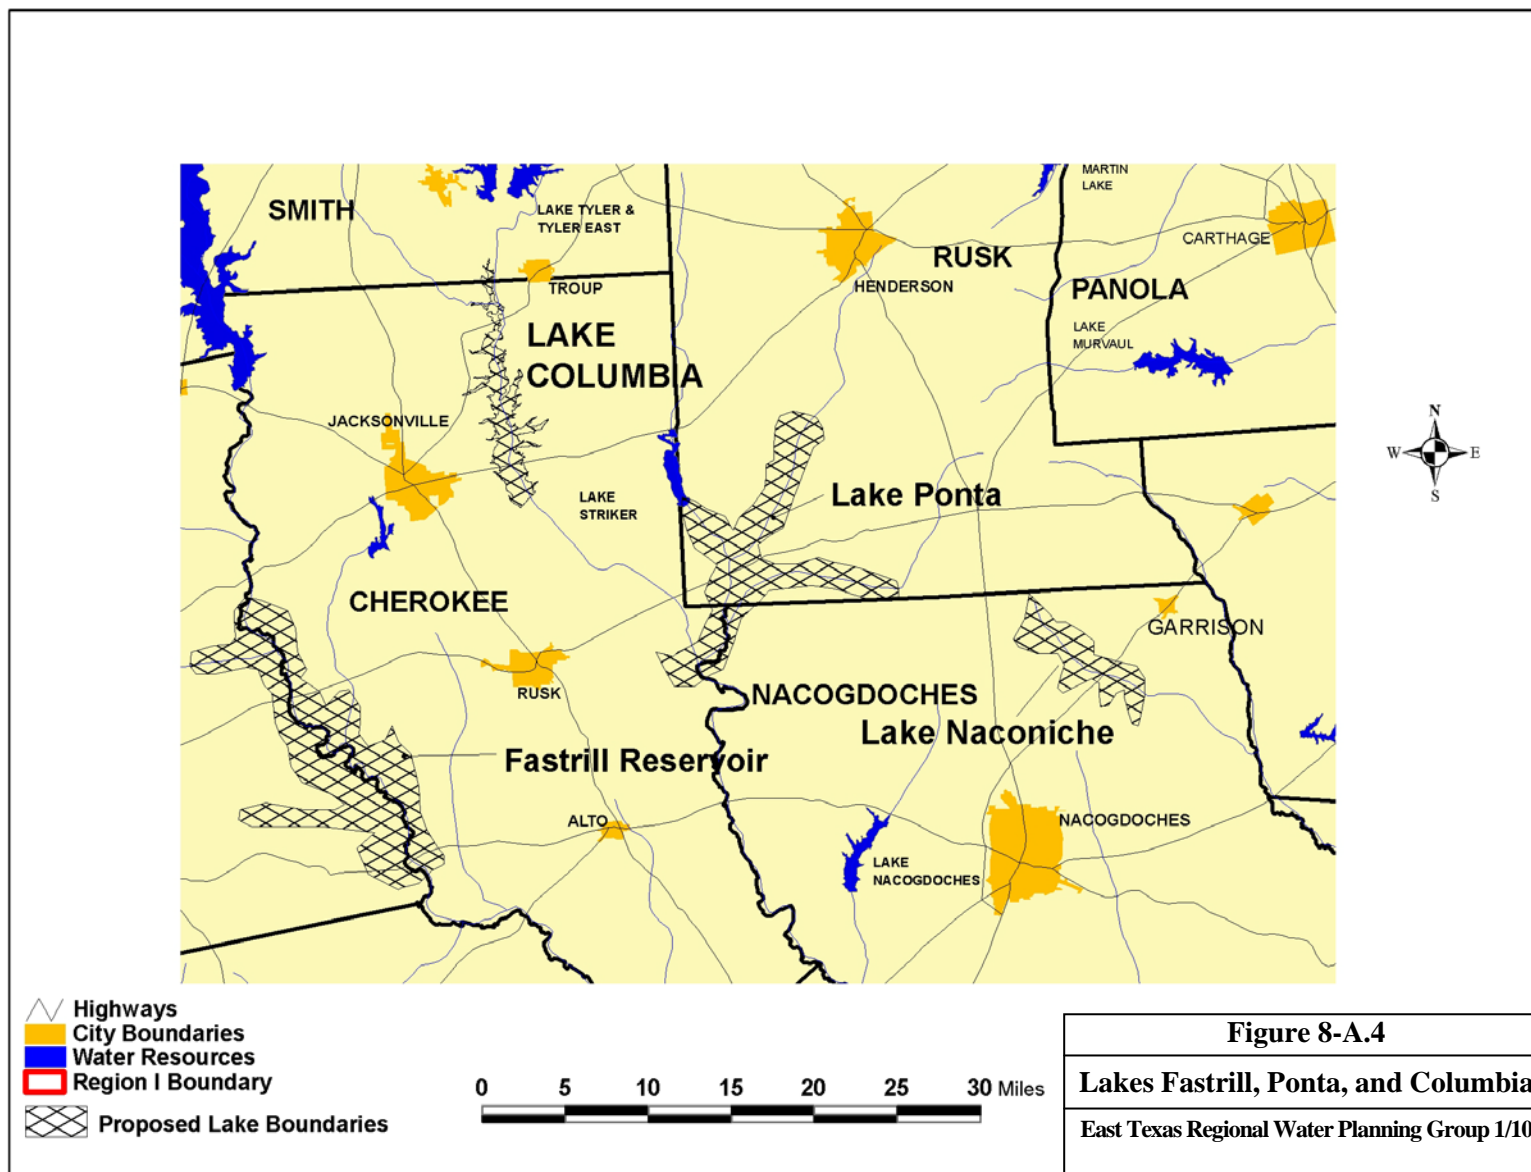 MARTIN
LAKE
SMITH
LAKE TYLER &
TYLER EAST
CARTHAGE
RUSK
HENDERSON
TROUP
PANOLA
LAKE
MURVAUL
LAKE
COLUMBIA
JACKSONVILLE
N
W E
S
LAKE
STRIKER
Lake Ponta
CHEROKEE
GARRISON
RUSK
NACOGDOCHES
Lake Naconiche
Fastrill Reservoir
ALTO
NACOGDOCHES
LAKE
NACOGDOCHES
Highways
City Boundaries
Water Resources
Region I Boundary
Proposed Lake Boundaries
0 5 10 15 20 25 30 Miles
Figure 8-A.4
Lakes Fastrill, Ponta, and Columbia
East Texas Regional Water Planning Group 1/10